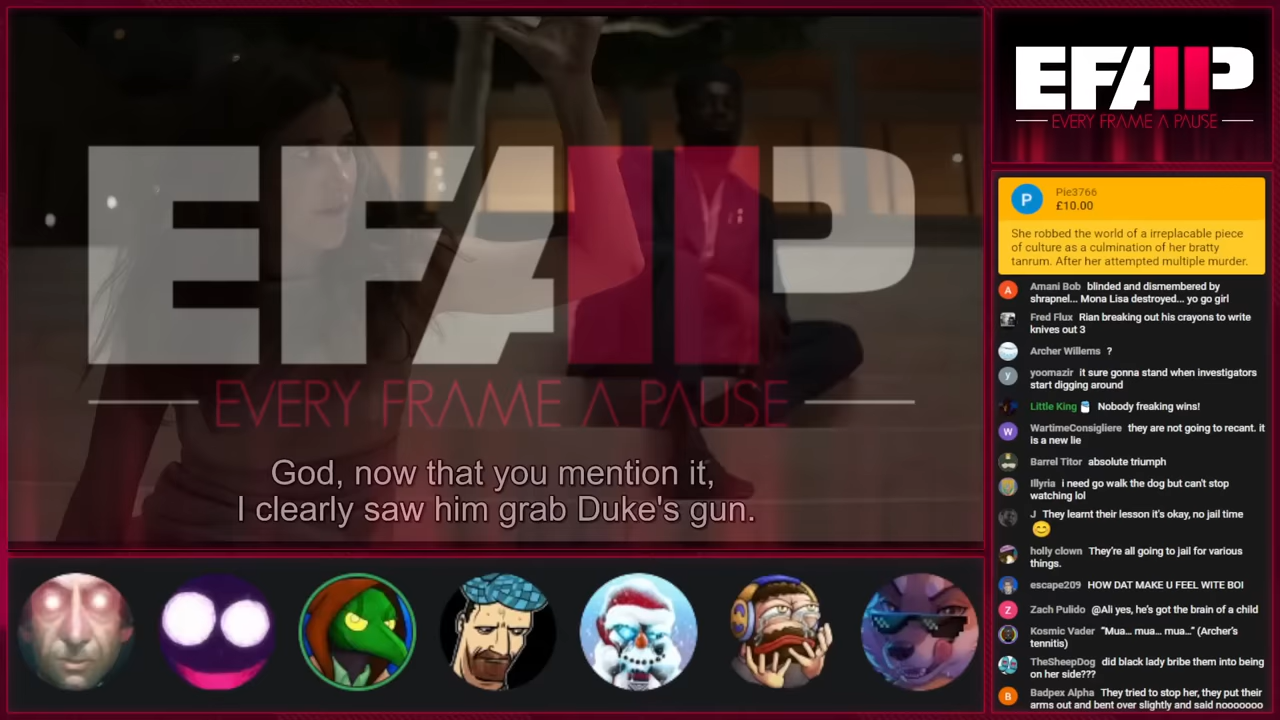 EFAP
EVERY FRAME A PAUSE
God, now that you mention it,
I clearly saw him grab Duke's gun.
EFAP
EVERY FRAME A PAUSE
P
Pie3766
£10.00
She robbed the world of a irreplacable piece
of culture as a culmination of her bratty
tanrum. After her attempted multiple murder.
A
Amani Bob blinded and dismembered by
shrapnel... Mona Lisa destroyed... yo go girl
Fred Flux Rian breaking out his crayons to write
knives out 3
Archer Willems ?
y
yoomazir it sure gonna stand when investigators
start digging around
Little King Nobody freaking wins!
W
WartimeConsigliere they are not going to recant. it
is a new lie
Barrel Titor absolute triumph
Illyria i need go walk the dog but can't stop
watching lol
J They learnt their lesson it's okay, no jail time
holly clown They're all going to jail for various
things.
escape209 HOW DAT MAKE U FEEL WITE BOI
Z
Zach Pulido @Ali yes, he's got the brain of a child
Kosmic Vader “Mua... mua... mua...” (Archer's
tennitis)
TheSheepDog did black lady bribe them into being
on her side???
B
Badpex Alpha They tried to stop her, they put their
arms out and bent over slightly and said nooooooo